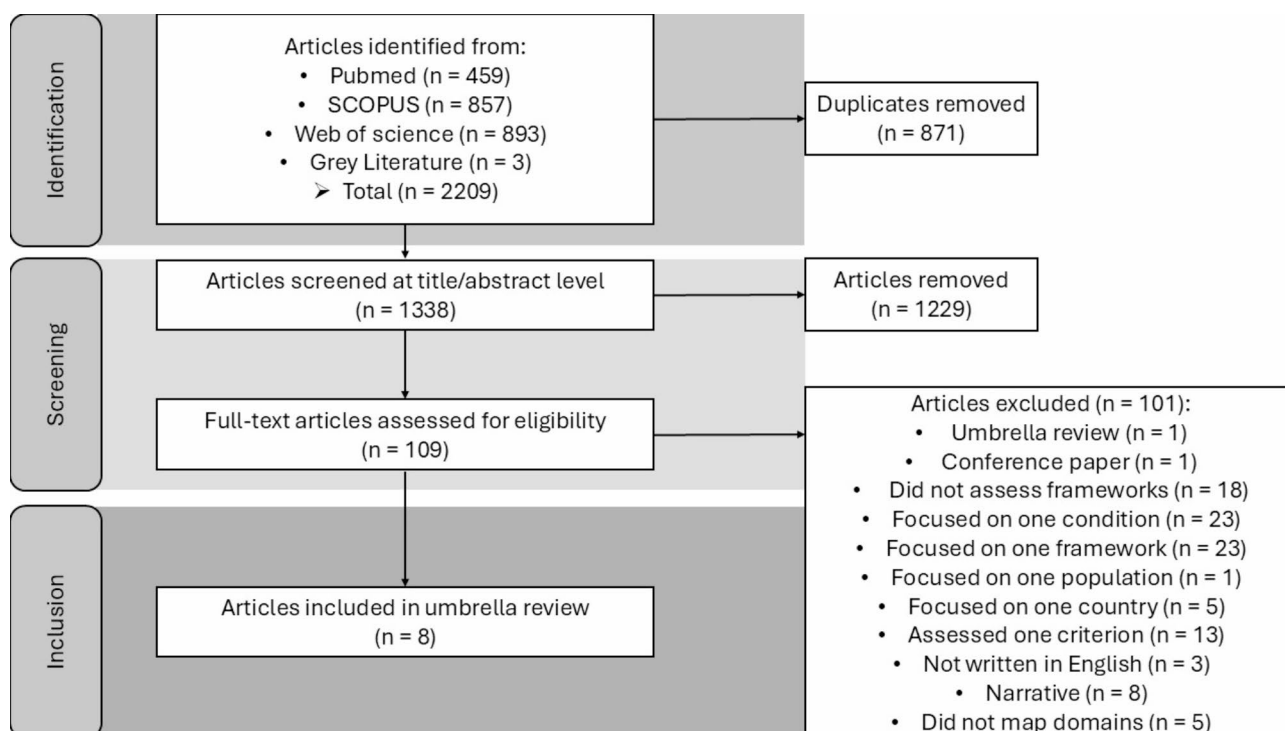 Identification
Articles identified from:
• Pubmed (n = 459)
• SCOPUS (n = 857)
• Web of science (n = 893)
• Grey Literature (n = 3)
➢ Total (n = 2209)
Duplicates removed
(n = 871)
Screening
Articles screened at title/abstract level
(n = 1338)
Articles removed
(n = 1229)
Full-text articles assessed for eligibility
(n = 109)
Articles excluded (n = 101):
• Umbrella review (n = 1)
• Conference paper (n = 1)
• Did not assess frameworks (n = 18)
• Focused on one condition (n = 23)
• Focused on one framework (n = 23)
• Focused on one population (n = 1)
• Focused on one country (n = 5)
• Assessed one criterion (n = 13)
• Not written in English (n = 3)
• Narrative (n = 8)
• Did not map domains (n = 5)
Inclusion
Articles included in umbrella review
(n = 8)